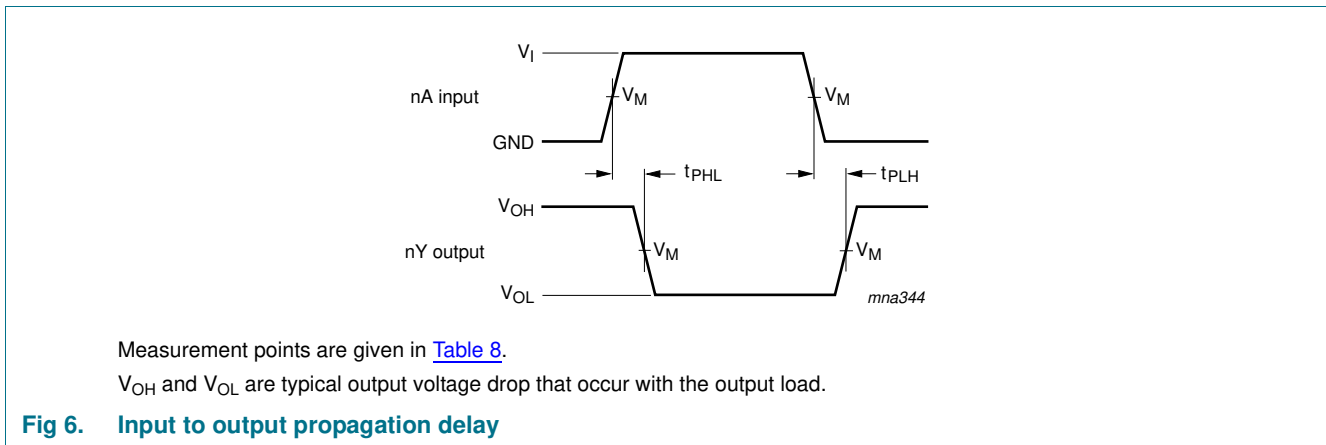 VI
nA input
VM
VM
GND
tPHL
tPLH
VOH
nY output
VM
VM
VOL
mna344
Measurement points are given in Table 8.
VOH and VOL are typical output voltage drop that occur with the output load.
Fig 6. Input to output propagation delay